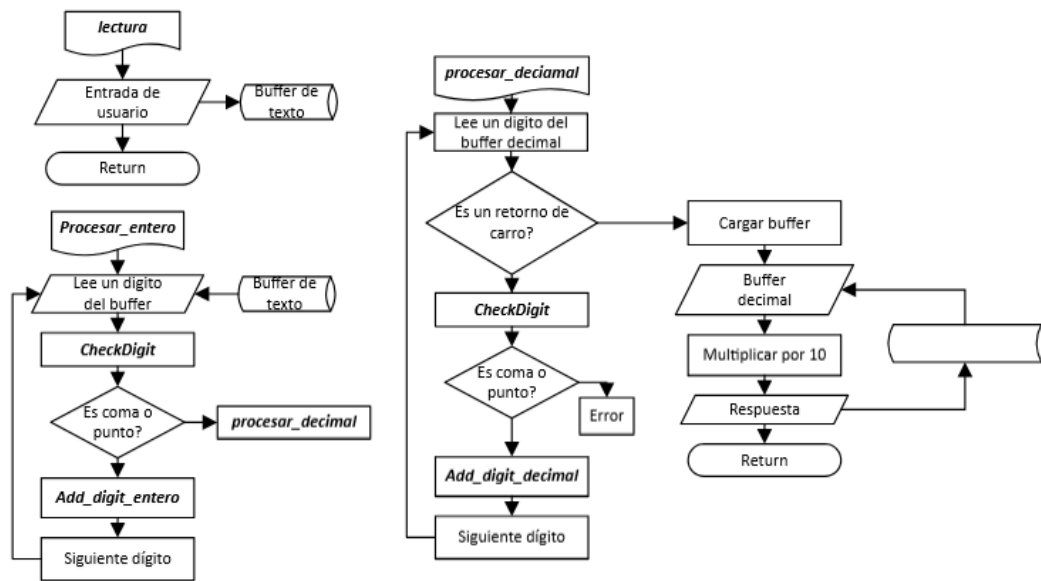 lectura
Entrada de
usuario
Buffer de
texto
Return
Procesar_entero
Lee un digito
del buffer
Buffer de
texto
CheckDigit
Es coma o
punto?
procesar_decimal
Add_digit_entero
Siguiente dígito
procesar_deciamal
Lee un digito del
buffer decimal
Es un retorno de
carro?
CheckDigit
Es coma o
punto?
Error
Add_digit_decimal
Siguiente dígito
Cargar buffer
Buffer
decimal
Multiplicar por 10
Respuesta
Return